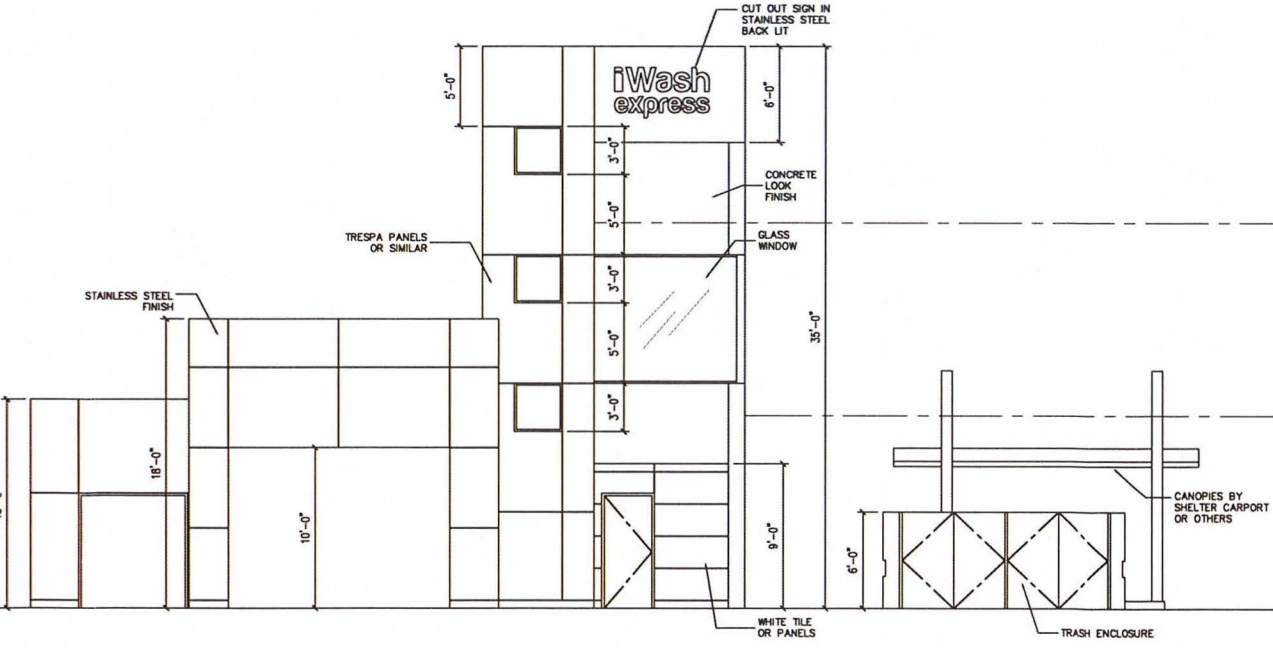 CUT OUT SIGN IN
STAINLESS STEEL
BACK LIT
iWash
express
5'-0"
6'-0"
3'-0"
CONCRETE
LOOK
FINISH
5'-0"
TRESPA PANELS
OR SIMILAR
GLASS
WINDOW
3'-0"
STAINLESS STEEL
FINISH
5'-0"
35'-0"
3'-0"
18'-0"
10'-0"
9'-0"
6'-0"
CANOPIES BY
SHELTER CARPORT
OR OTHERS
WHITE TILE
OR PANELS
TRASH ENCLOSURE